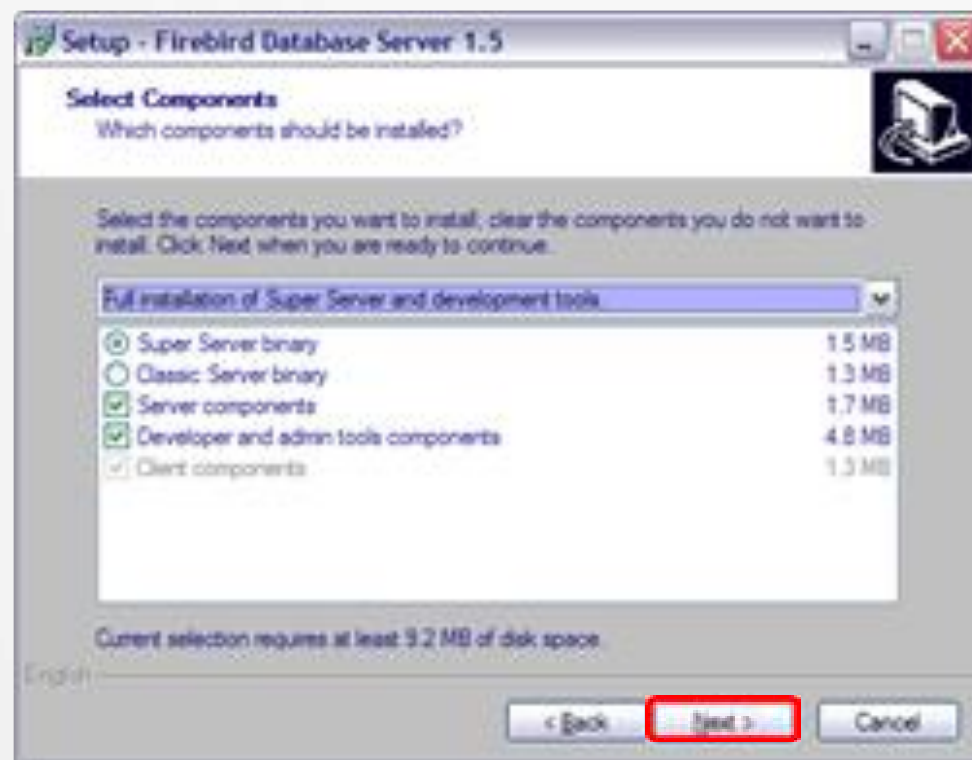 Setup - Firebird Database Server 1.5
Select Components
Which components should be installed?
Select the components you want to install; clear the components you do not want to
install. Click Next when you are ready to continue.
Full installation of Super Server and development tools.
Super Server binary 1.5 MB
Classic Server binary 1.3 MB
Server components 1.7 MB
Developer and admin tools components 4.8 MB
Client components 1.3 MB
Current selection requires at least 9.2 MB of disk space.
English
< Back Next > Cancel